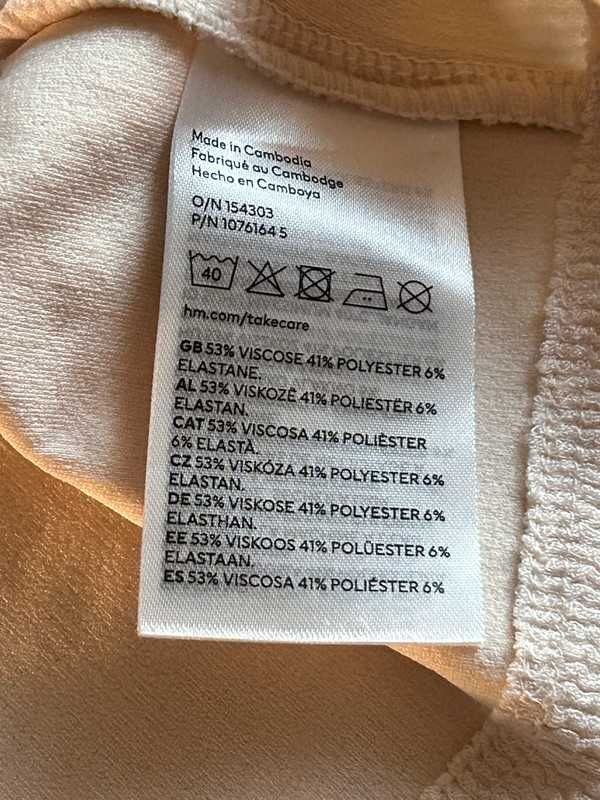 Made in Cambodia
Fabriqué au Cambodge
Hecho en Camboya
O/N 154303
P/N 1076164 5
40
hm.com/takecare
GB 53% VISCOSE 41% POLYESTER 6%
ELASTANE.
AL 53% VISKOZË 41% POLIESTËR 6%
ELASTAN.
CAT 53% VISCOSA 41% POLIÈSTER
6% ELASTÀ.
CZ 53% VISKÓZA 41% POLYESTER 6%
ELASTAN.
DE 53% VISKOSE 41% POLYESTER 6%
ELASTHAN.
EE 53% VISKOOS 41% POLÜESTER 6%
ELASTAAN.
ES 53% VISCOSA 41% POLIÉSTER 6%